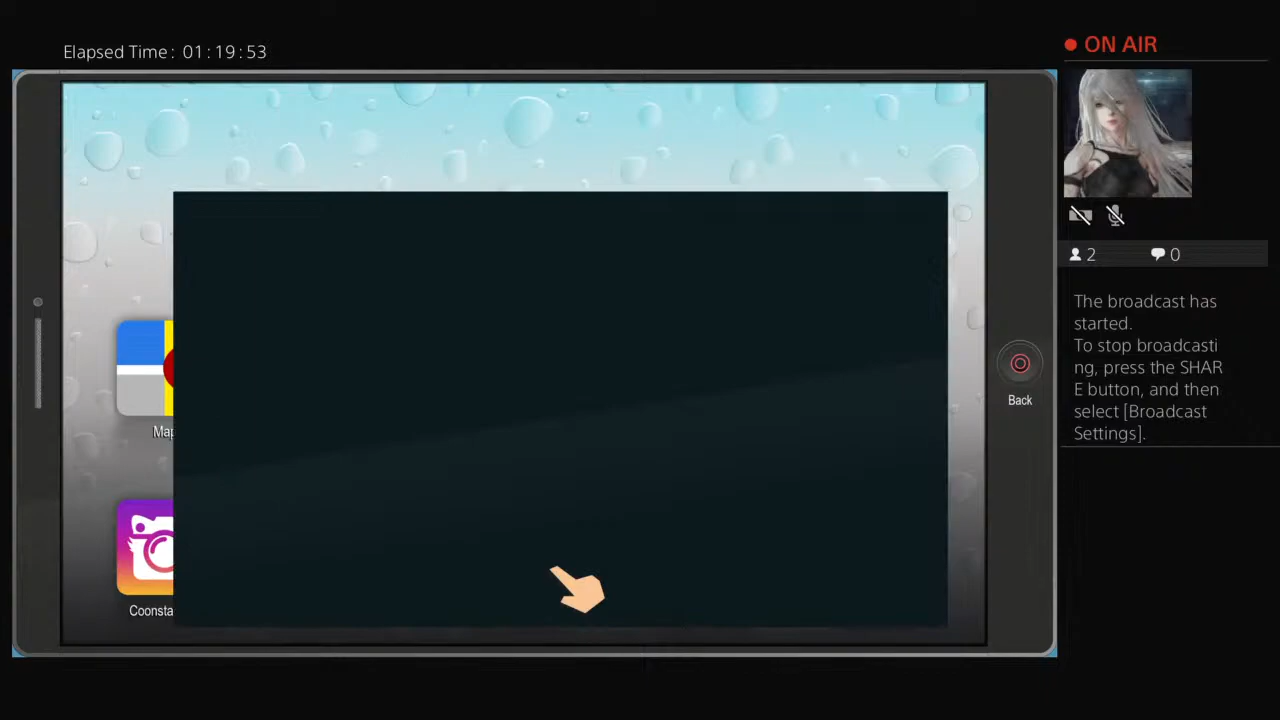 Elapsed Time: 01:19:53
ON AIR
2
0
The broadcast has
started.
To stop broadcasti
ng, press the SHAR
E button, and then
select [Broadcast
Settings].
Map
Back
Coonsta